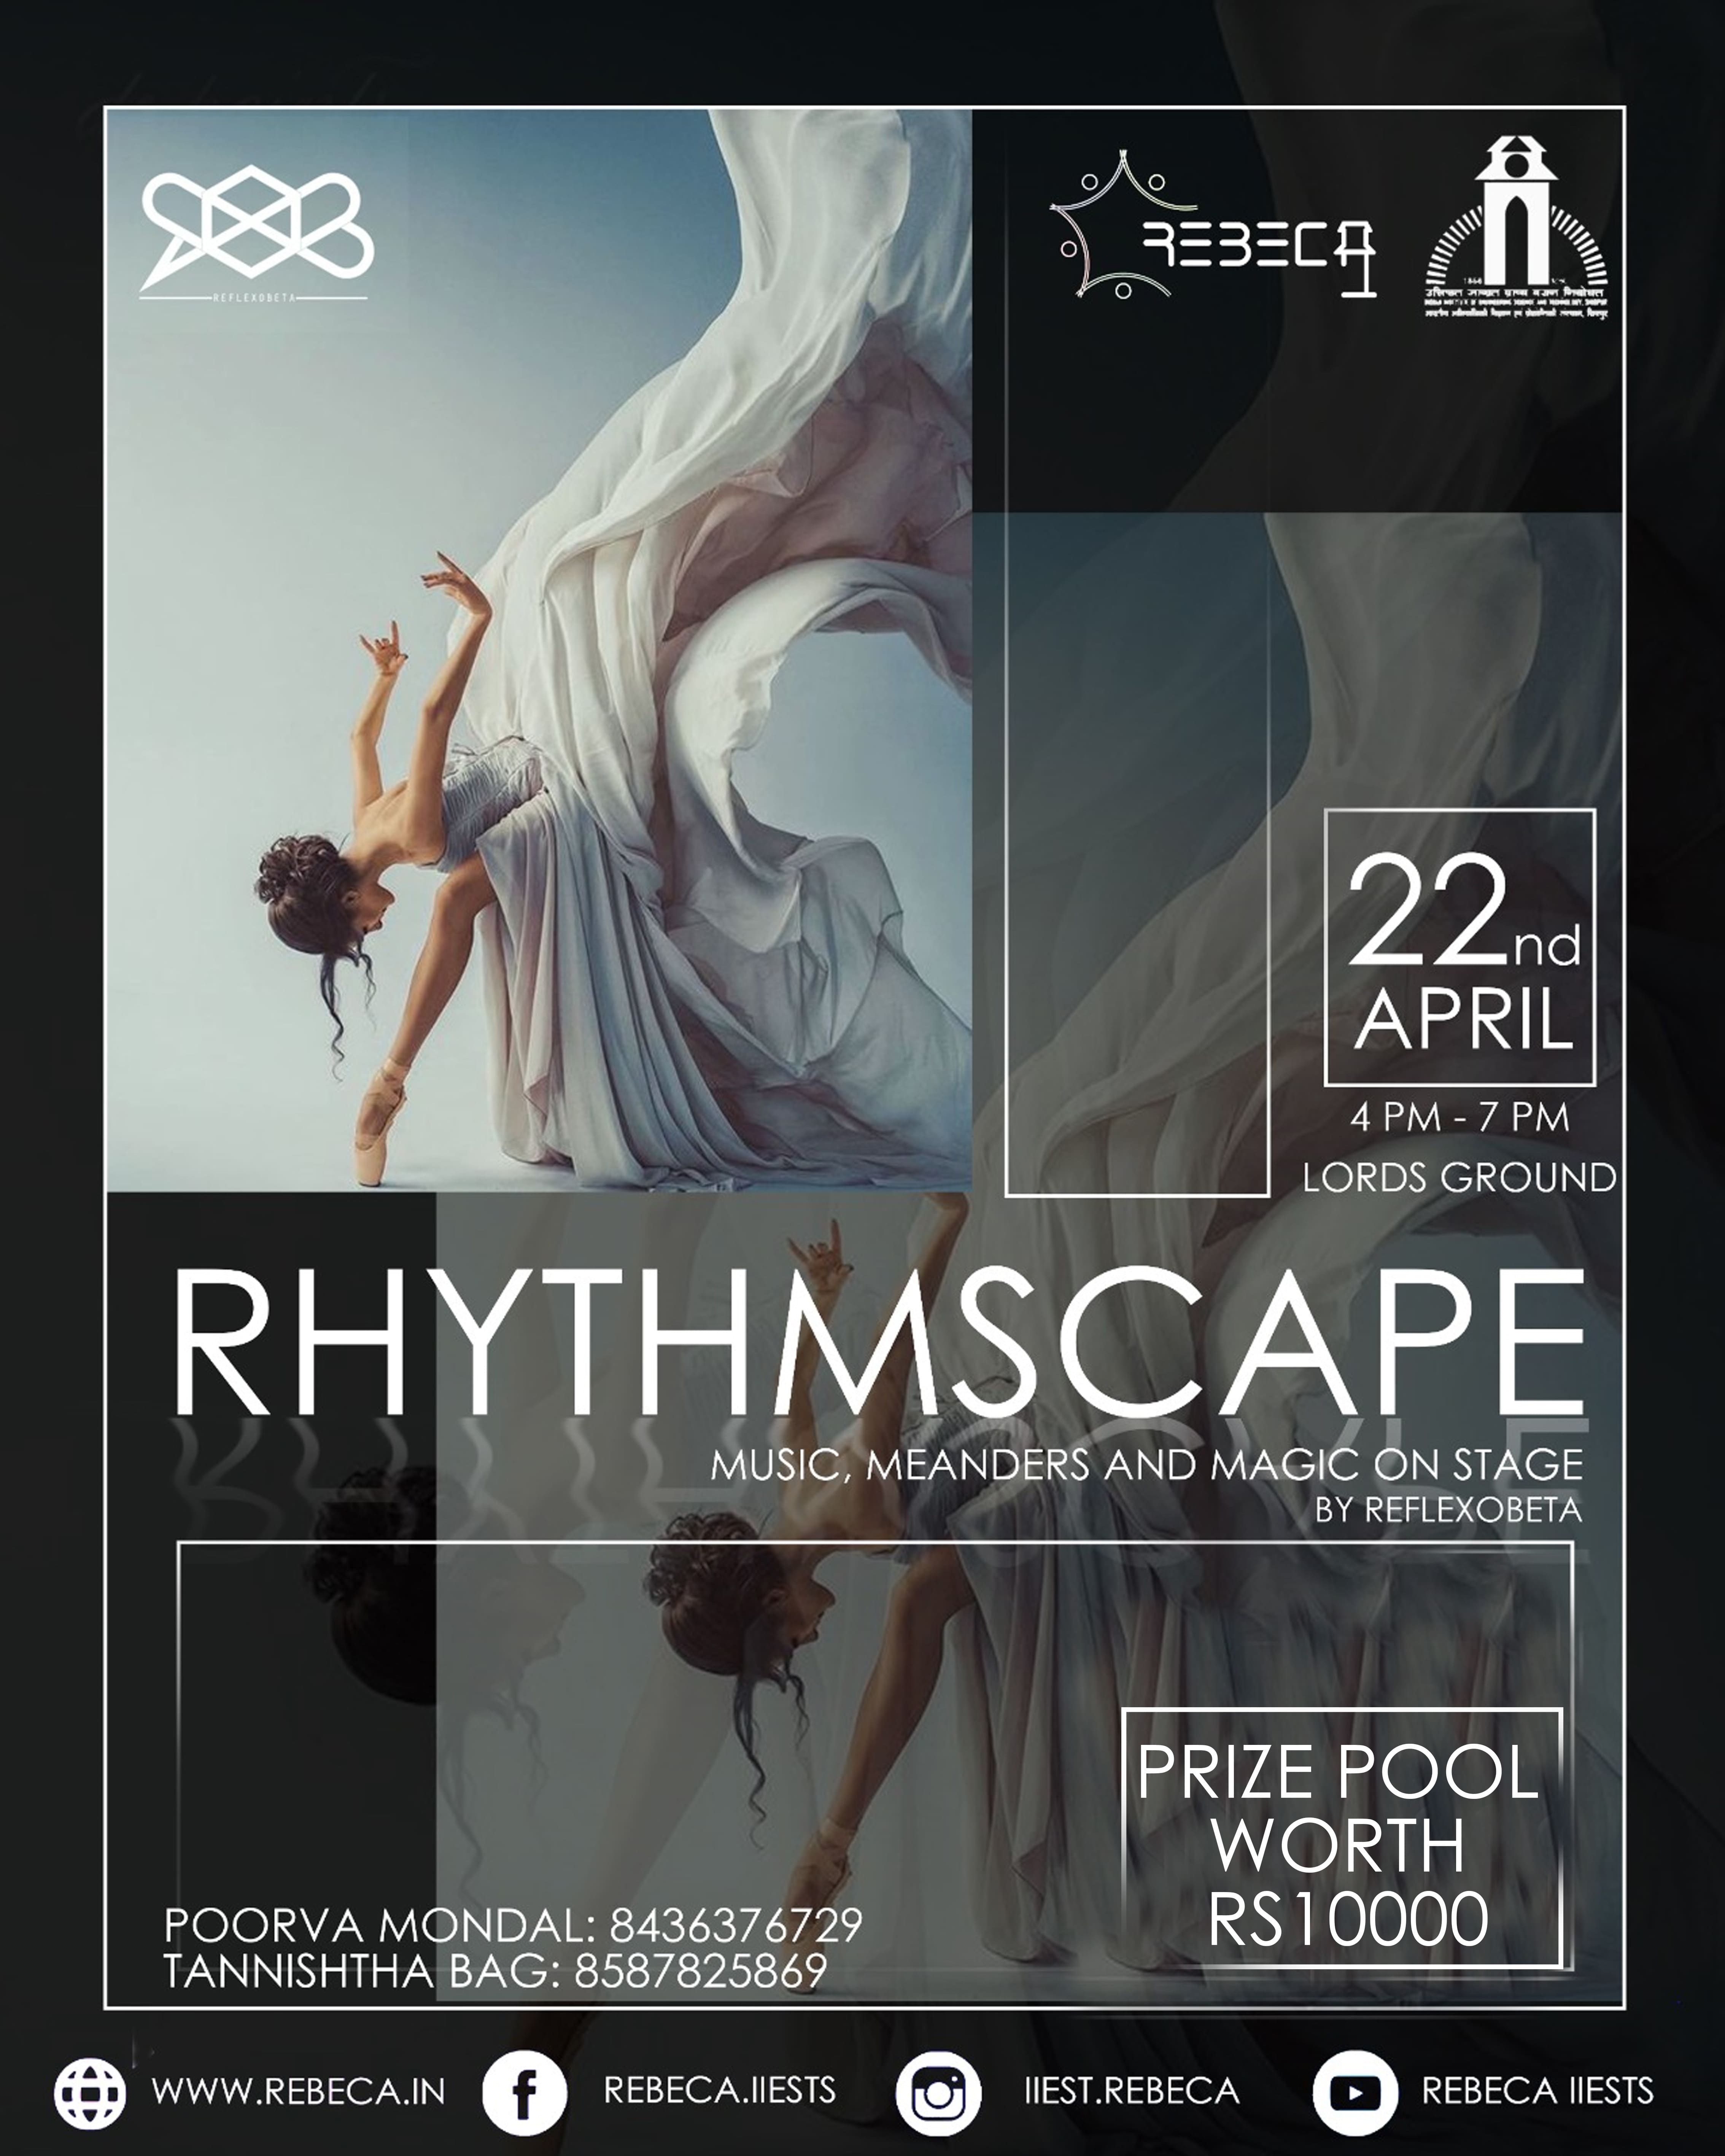 REFLEXOBETA
REBECA
22nd
APRIL
4 PM - 7 PM
LORDS GROUND
RHYTHMSCAPE
MUSIC, MEANDERS AND MAGIC ON STAGE
BY REFLEXOBETA
PRIZE POOL
WORTH
RS10000
POORVA MONDAL: 8436376729
TANNISHTHA BAG: 8587825869
WWW.REBECA.IN
REBECA.IIESTS
IIEST.REBECA
REBECA IIESTS